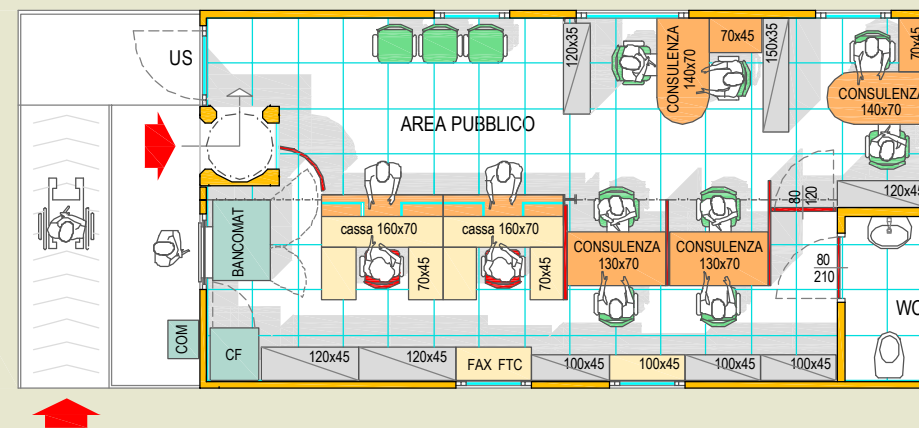 US
120x35
CONSULENZA
140x70
70x45
150x35
70x45
CONSULENZA
140x70
AREA PUBBLICO
120x45
80
120
BANCOMAT
cassa 160x70
cassa 160x70
70x45
70x45
CONSULENZA
130x70
CONSULENZA
130x70
80
210
WC
COM
CF
120x45
120x45
FAX FTC
100x45
100x45
100x45
100x45